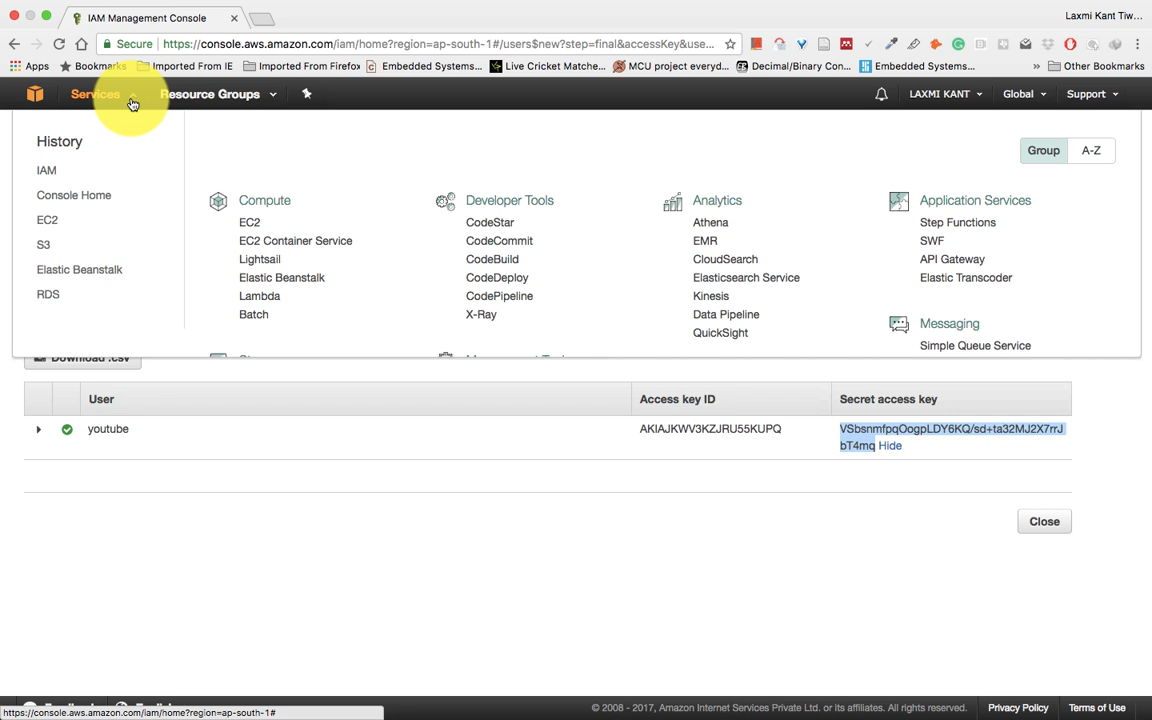 IAM Management Console
Laxmi Kant Tiw...
Secure
https://console.aws.amazon.com/iam/home?region=ap-south-1#/users$new?step=final&accessKey&use...
Apps Bookmarks Imported From IE Imported From Firefox Embedded Systems... Live Cricket Matche... MCU project everyd... Decimal/Binary Con... Embedded Systems... » Other Bookmarks
Services Resource Groups LAXMI KANT Global Support
History
IAM
Console Home
EC2
S3
Elastic Beanstalk
RDS
Group A-Z
Compute
EC2
EC2 Container Service
Lightsail
Elastic Beanstalk
Lambda
Batch
Developer Tools
CodeStar
CodeCommit
CodeBuild
CodeDeploy
CodePipeline
X-Ray
Analytics
Athena
EMR
CloudSearch
Elasticsearch Service
Kinesis
Data Pipeline
QuickSight
Application Services
Step Functions
SWF
API Gateway
Elastic Transcoder
Messaging
Simple Queue Service
Download .csv
User Access key ID Secret access key
youtube AKIAJKWV3KZJRU55KUPQ VSbsnmfpqOogpLDY6KQ/sd+ta32MJ2X7rrJ
bT4mq Hide
Close
https://console.aws.amazon.com/iam/home?region=ap-south-1#
© 2008 - 2017, Amazon Internet Services Private Ltd. or its affiliates. All rights reserved. Privacy Policy Terms of Use